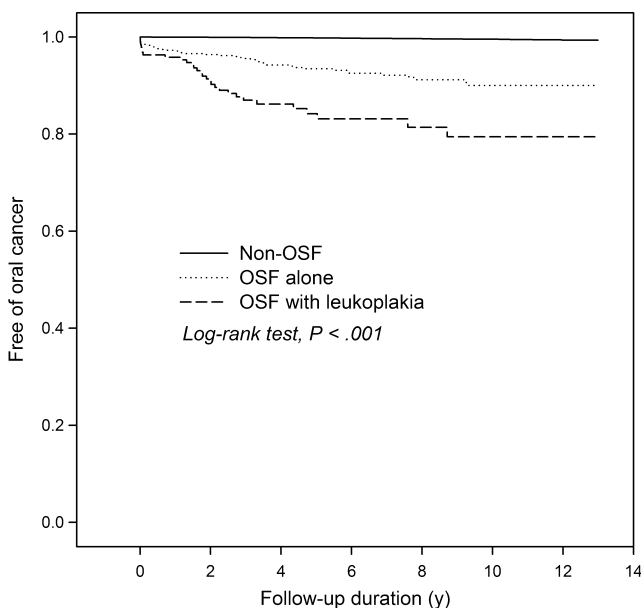 1.0
0.8
0.6
0.4
0.2
0.0
Free of oral cancer
Non-OSF
OSF alone
OSF with leukoplakia
Log-rank test, P < .001
0 2 4 6 8 10 12 14
Follow-up duration (y)